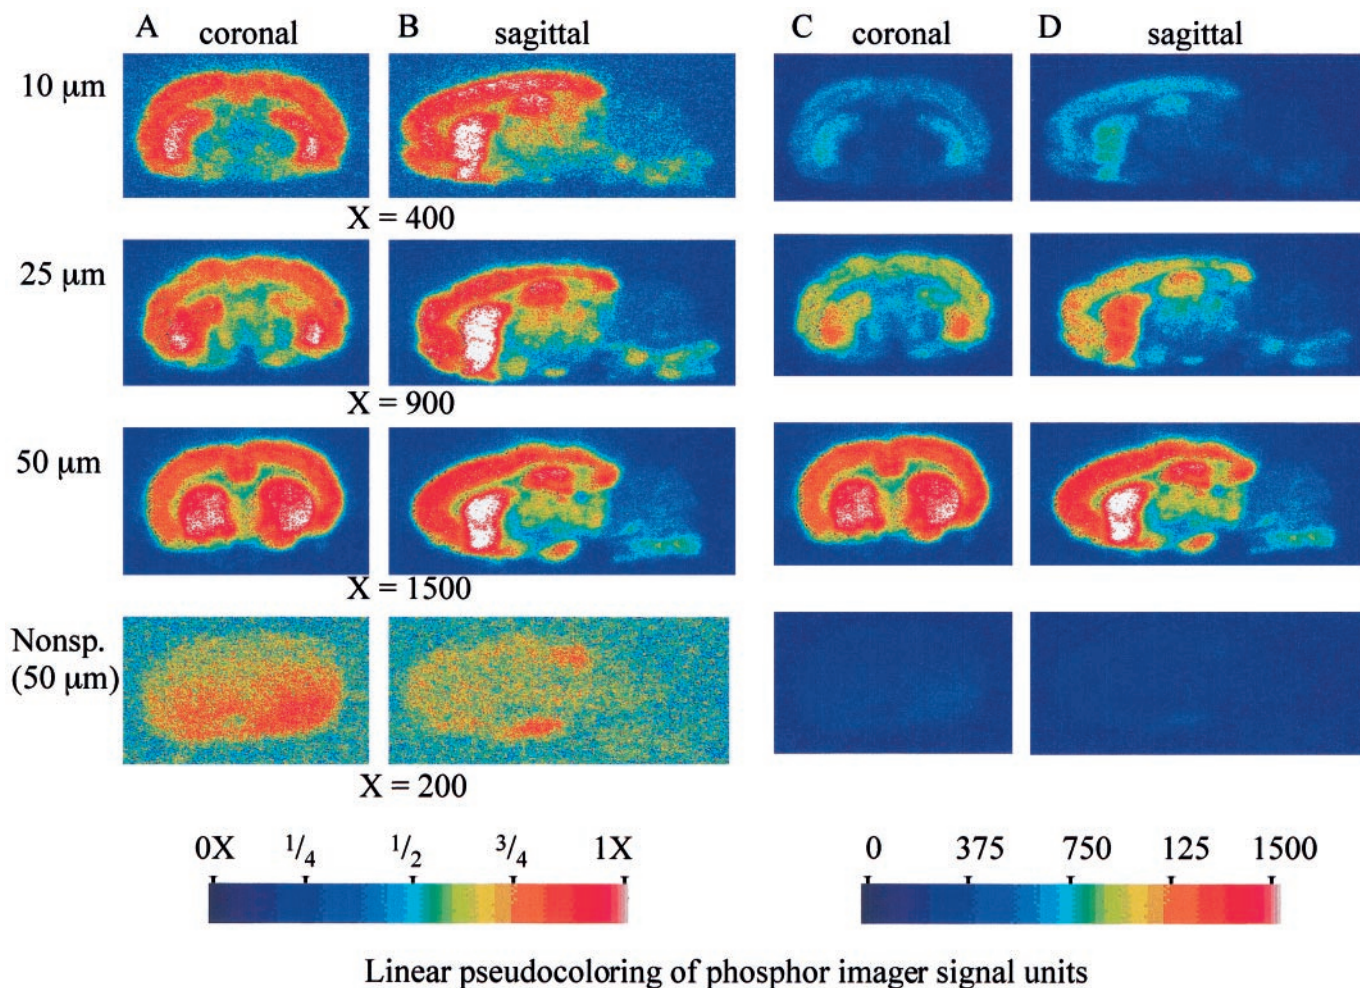 A coronal B sagittal C coronal D sagittal
10 μm
X = 400
25 μm
X = 900
50 μm
X = 1500
Nonsp.
(50 μm)
X = 200
0X 1/4 1/2 3/4 1X
0 375 750 125 1500
Linear pseudocoloring of phosphor imager signal units